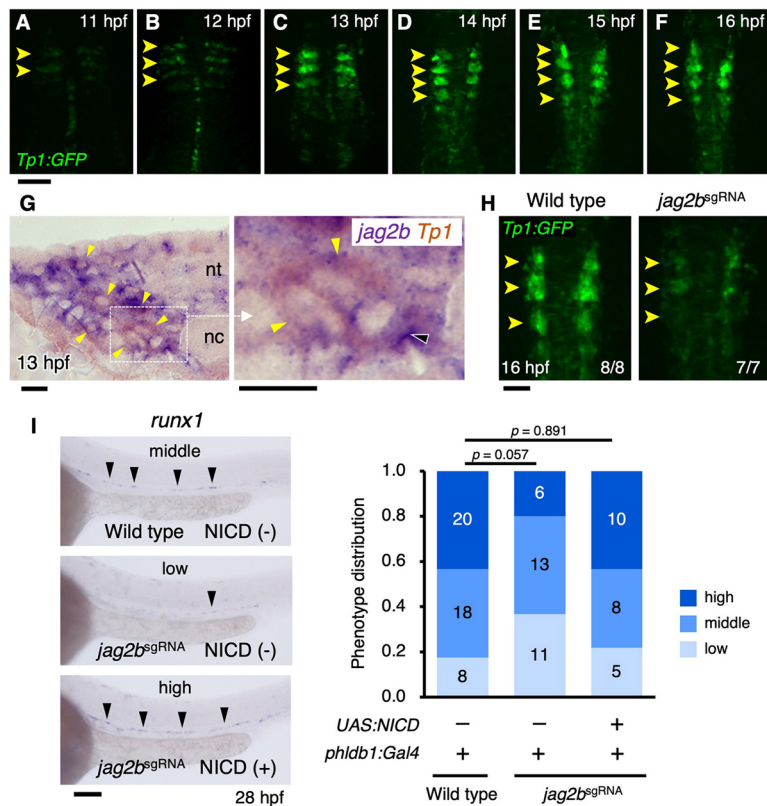 A 11 hpf B 12 hpf C 13 hpf D 14 hpf E 15 hpf F 16 hpf
Tp1:GFP
G
jag2b Tp1
nt
nc
13 hpf
H Wild type jag2bsgRNA
Tp1:GFP
16 hpf 8/8 7/7
I runx1
middle
Wild type NICD (-)
low
jag2bsgRNA NICD (-)
high
jag2bsgRNA NICD (+)
28 hpf
p = 0.891
p = 0.057
Phenotype distribution
1.0
0.8
0.6
0.4
0.2
0.0
20 6 10
18 13 8
8 11 5
high
middle
low
UAS:NICD − − +
phldb1:Gal4 + + +
Wild type jag2bsgRNA